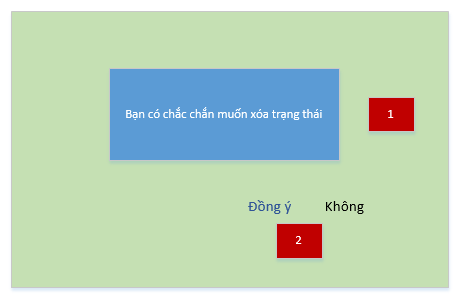 Bạn có chắc chắn muốn xóa trạng thái
1
Đồng ý Không
2